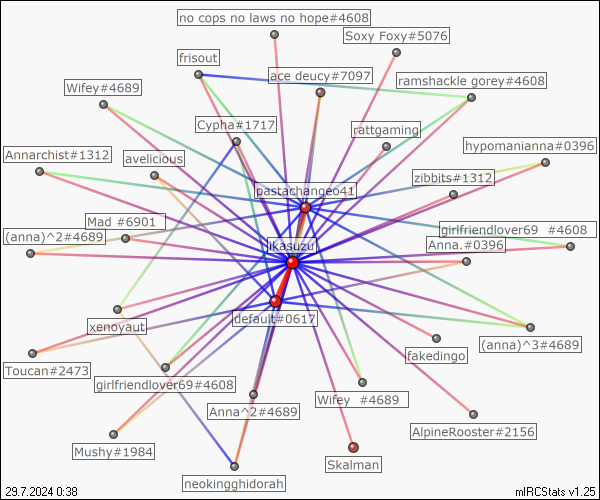 no cops no laws no hope#4608
Soxy Foxy#5076
frisout
ace deucy#7097
ramshackle gorey#4608
Wifey#4689
Cypha#1717
rattgaming
hypomanianna#0396
Annarchist#1312
avelicious
zibbits#1312
pastachangeo41
Mad #6901
girlfriendlover69 #4608
(anna)^2#4689
ikasuzu
Anna.#0396
default#0617
xenoyaut
(anna)^3#4689
fakedingo
Toucan#2473
girlfriendlover69#4608
Wifey #4689
Anna^2#4689
AlpineRooster#2156
Mushy#1984
Skalman
neokingghidorah
29.7.2024 0:38
mIRCStats v1.25